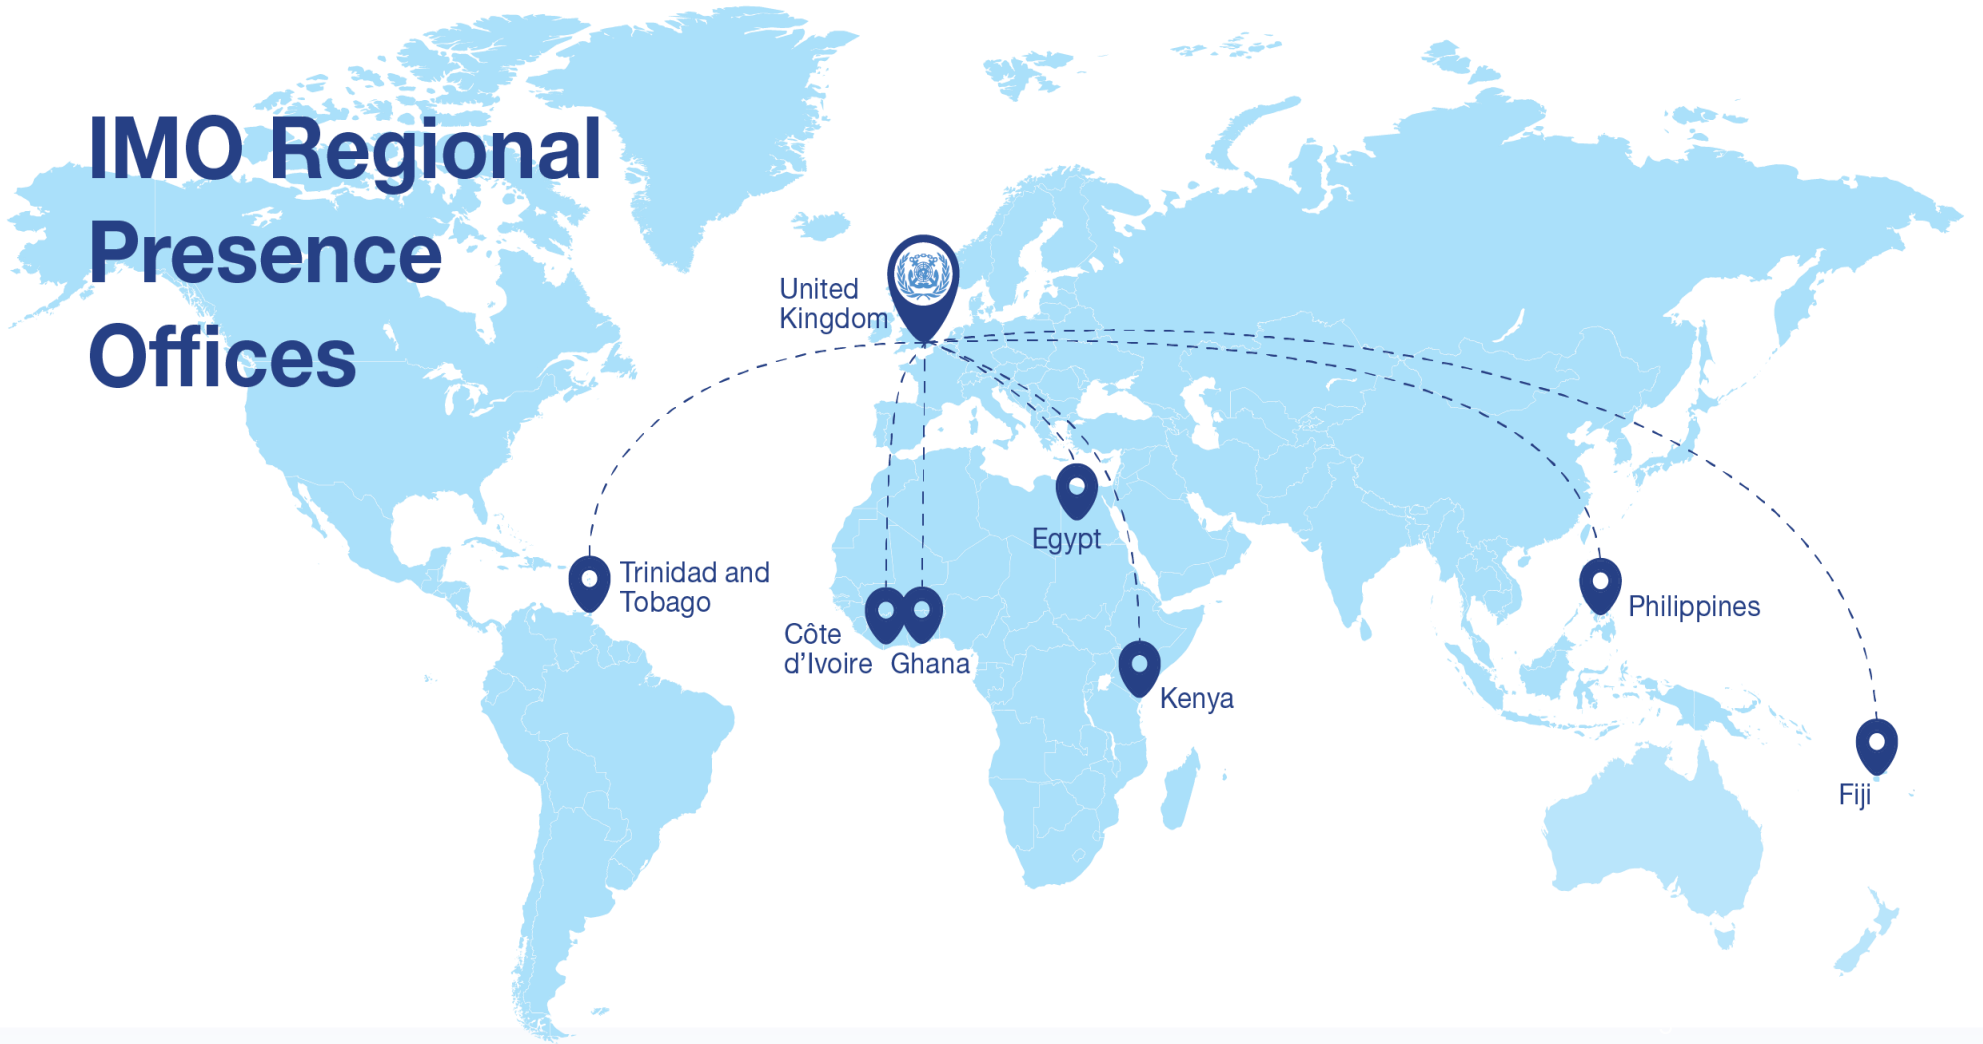 IMO Regional
Presence
Offices
United
Kingdom
Egypt
Trinidad and
Tobago
Philippines
Côte
d’Ivoire
Ghana
Kenya
Fiji